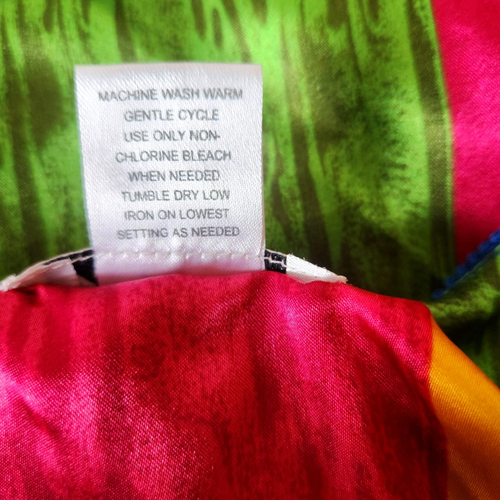 MACHINE WASH WARM
GENTLE CYCLE
USE ONLY NON-
CHLORINE BLEACH
WHEN NEEDED
TUMBLE DRY LOW
IRON ON LOWEST
SETTING AS NEEDED